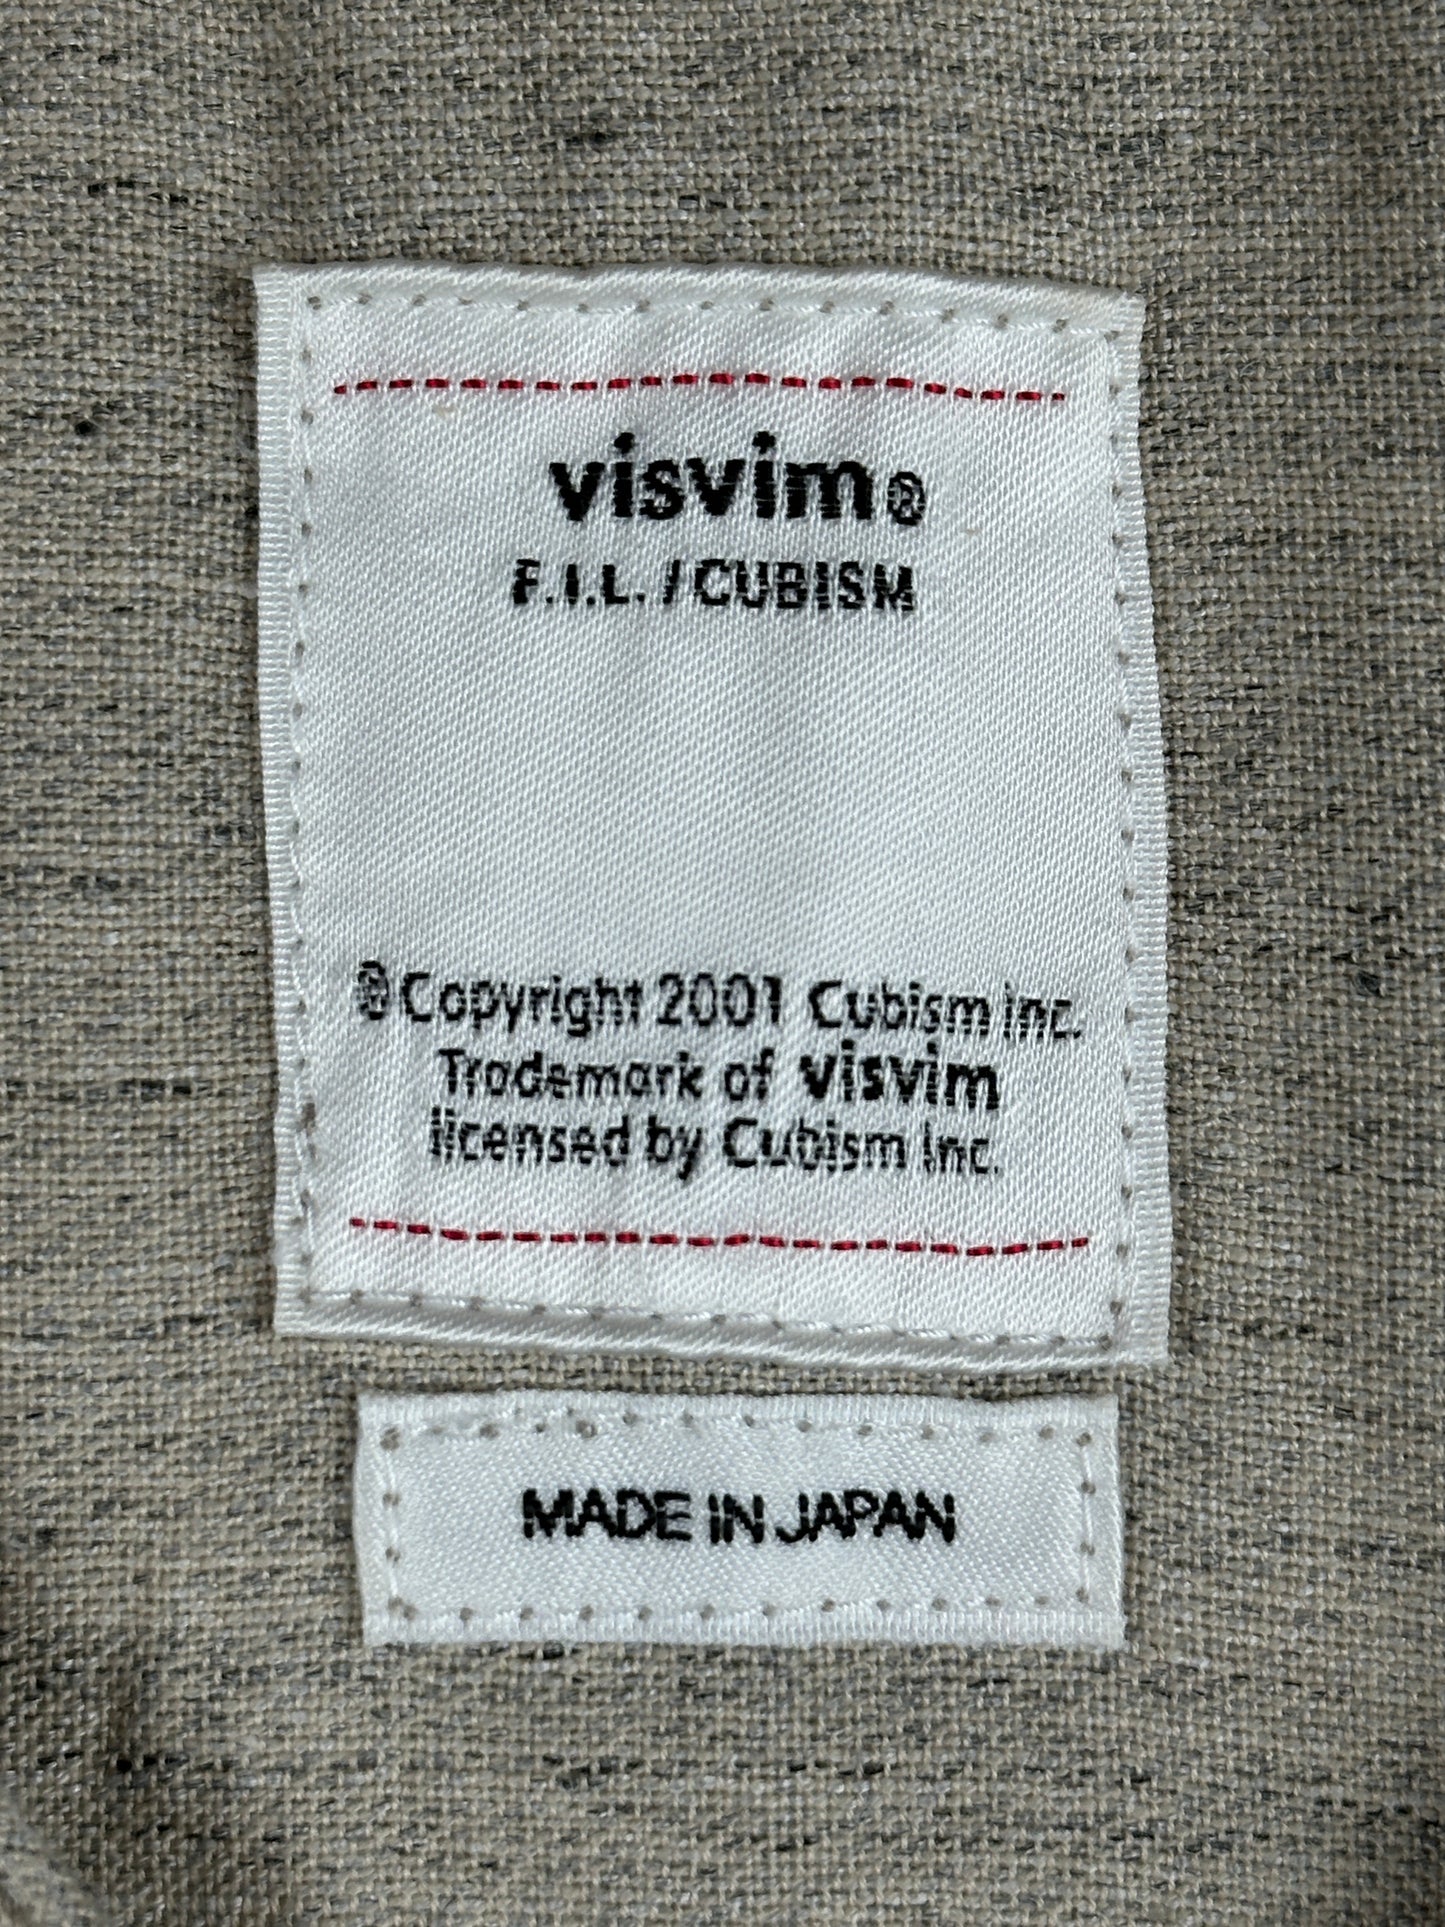 visvim®
F.I.L. / CUBISM
® Copyright 2001 Cubism Inc.
Trademark of visvim
licensed by Cubism Inc.
MADE IN JAPAN